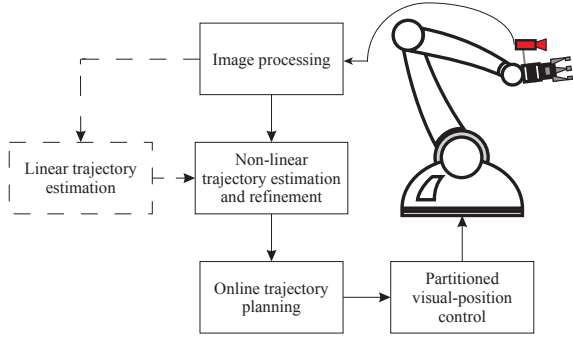 Image processing
Linear trajectory
estimation
Non-linear
trajectory estimation
and refinement
Online trajectory
planning
Partitioned
visual-position
control